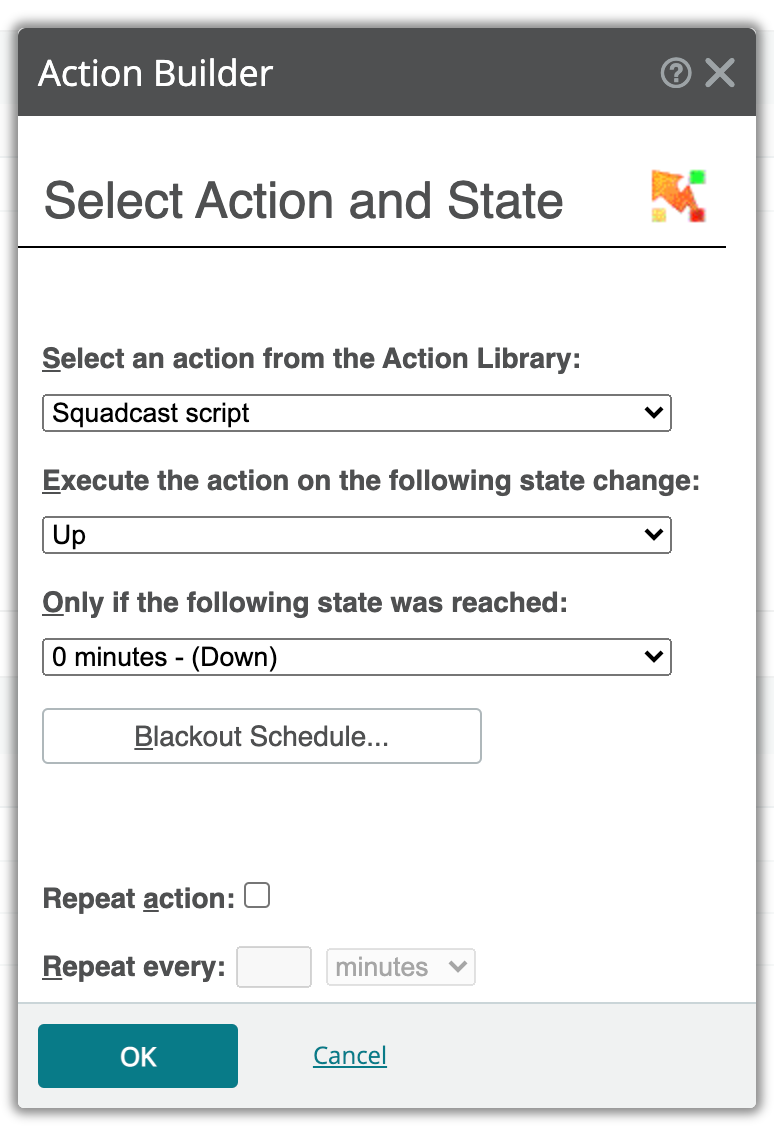 Action Builder
Select Action and State
Select an action from the Action Library:
Squadcast script
Execute the action on the following state change:
Up
Only if the following state was reached:
0 minutes - (Down)
Blackout Schedule...
Repeat action:
Repeat every: minutes
OK Cancel